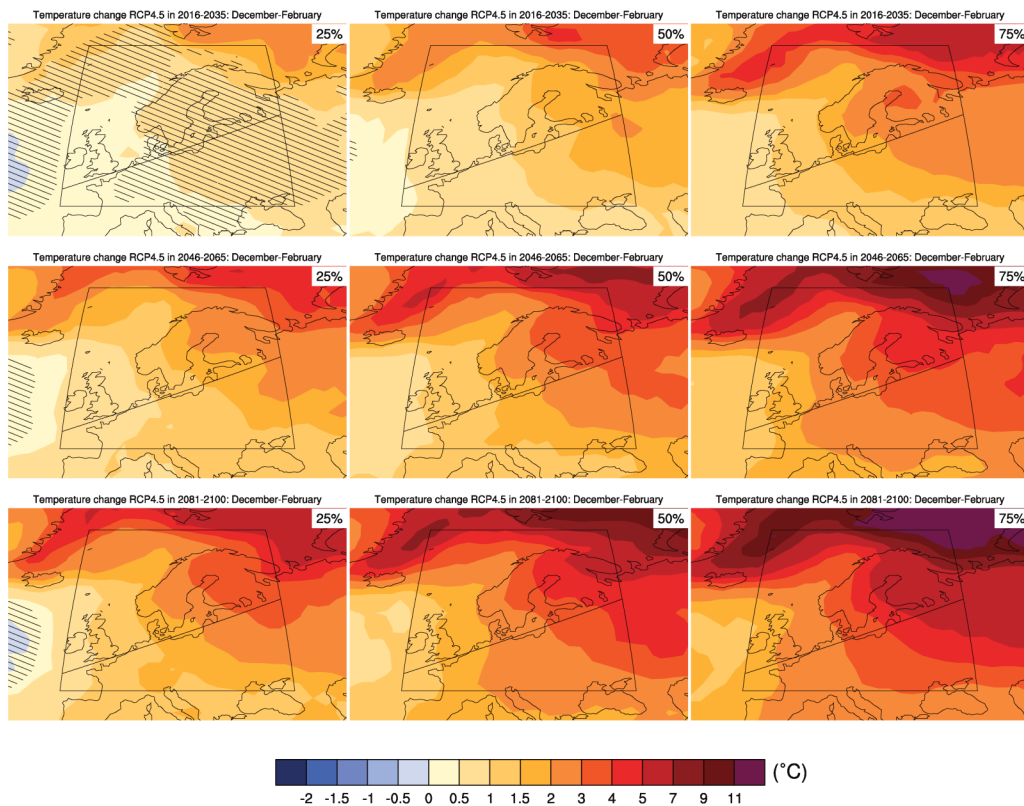 Temperature change RCP4.5 in 2016-2035: December-February
25%
Temperature change RCP4.5 in 2016-2035: December-February
50%
Temperature change RCP4.5 in 2016-2035: December-February
75%
Temperature change RCP4.5 in 2046-2065: December-February
25%
Temperature change RCP4.5 in 2046-2065: December-February
50%
Temperature change RCP4.5 in 2046-2065: December-February
75%
Temperature change RCP4.5 in 2081-2100: December-February
25%
Temperature change RCP4.5 in 2081-2100: December-February
50%
Temperature change RCP4.5 in 2081-2100: December-February
75%
(°C)
-2 -1.5 -1 -0.5 0 0.5 1 1.5 2 3 4 5 7 9 11